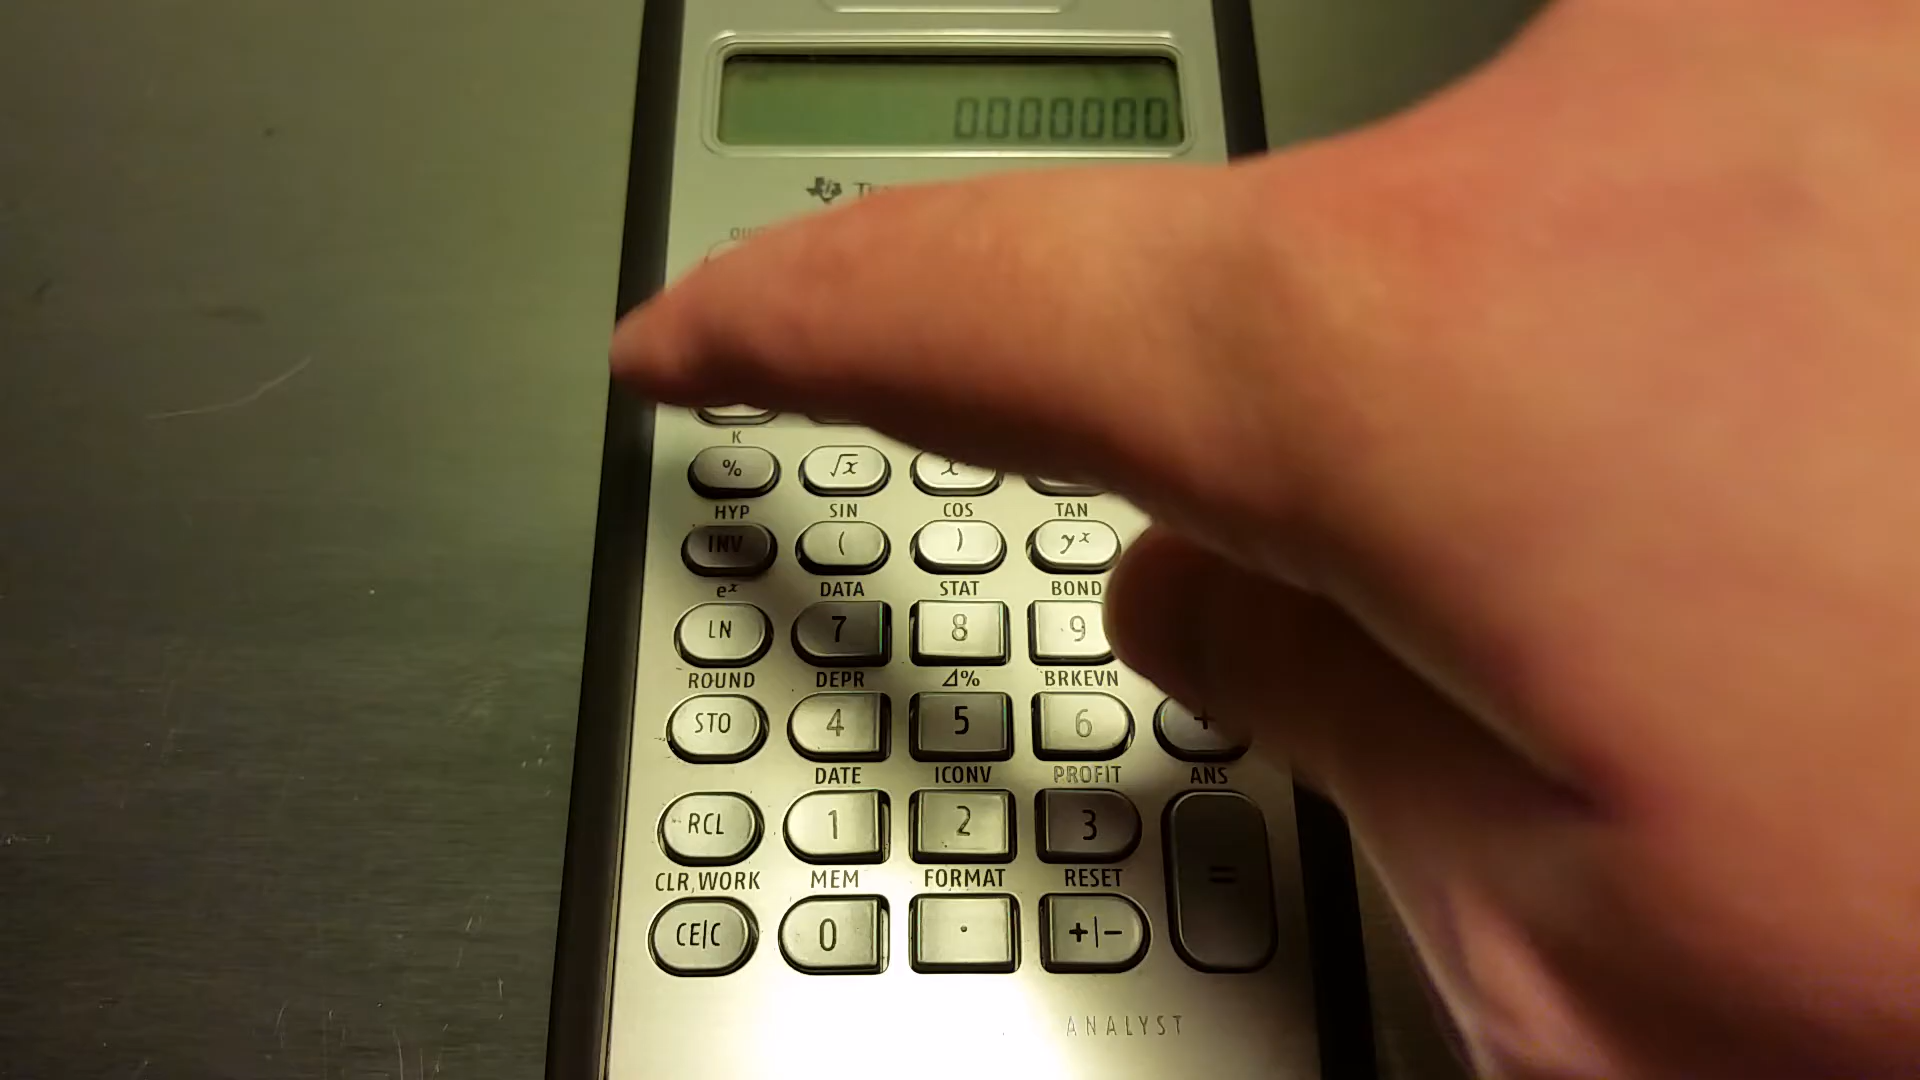 0.000000
K
% √x
HYP SIN COS TAN
INV ( ) yˣ
eˣ DATA STAT BOND
LN 7 8 9
ROUND DEPR Δ% BRKEVN
STO 4 5 6 +
DATE ICONV PROFIT ANS
RCL 1 2 3 =
CLR WORK MEM FORMAT RESET
CE|C 0 . +|−
ANALYST